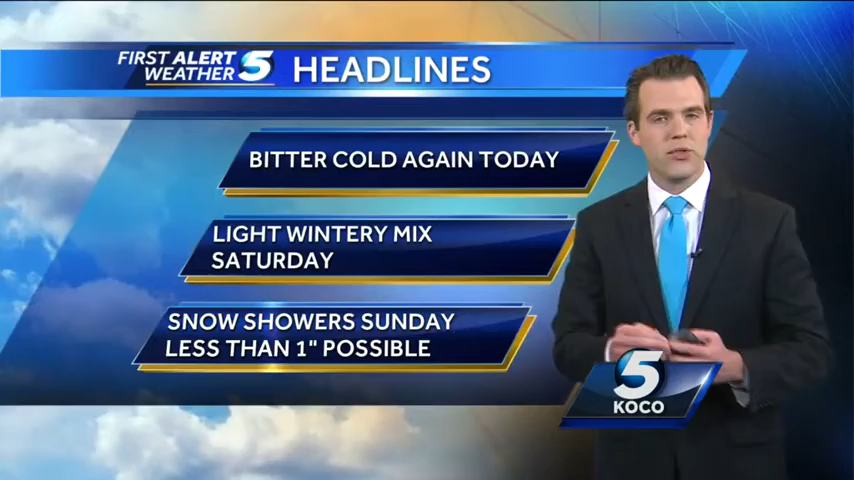 FIRST ALERT
WEATHER 5
HEADLINES
BITTER COLD AGAIN TODAY
LIGHT WINTERY MIX
SATURDAY
SNOW SHOWERS SUNDAY
LESS THAN 1" POSSIBLE
5
KOCO